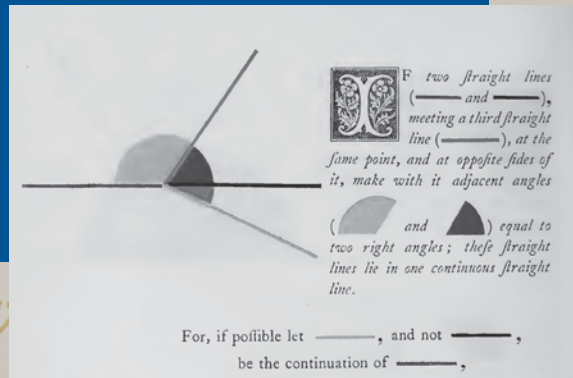 IF two ſtraight lines
( and ),
meeting a third ſtraight
line ( ), at the
ſame point, and at oppoſite ſides of
it, make with it adjacent angles
( and ) equal to
two right angles ; theſe ſtraight
lines lie in one continuous ſtraight
line.
For, if poſſible let , and not ,
be the continuation of ,